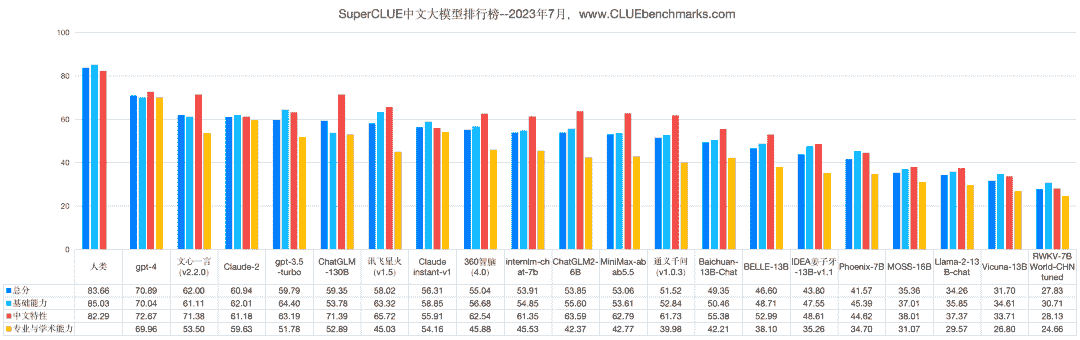 SuperCLUE中文大模型排行榜--2023年7月，www.CLUEbenchmarks.com
100
80
60
40
20
0
人类 gpt-4 文心一言（v2.2.0） Claude-2 gpt-3.5-turbo ChatGLM-130B 讯飞星火（v1.5） Claude instant-v1 360智脑（4.0） internlm-chat-7b ChatGLM2-6B MiniMax-abab5.5 通义千问（v1.0.3） Baichuan-13B-Chat BELLE-13B IDEA姜子牙-13B-v1.1 Phoenix-7B MOSS-16B Llama-2-13B-chat Vicuna-13B RWKV-7B World-CHNtuned
总分 83.66 70.89 62.00 60.94 59.79 59.35 58.02 56.31 55.04 53.91 53.85 53.06 51.52 49.35 46.60 43.80 41.57 35.36 34.26 31.70 27.83
基础能力 85.03 70.04 61.11 62.01 64.40 53.78 63.32 58.85 56.68 54.85 55.60 53.61 52.84 50.46 48.71 47.55 45.39 37.01 35.85 34.61 30.71
中文特性 82.29 72.67 71.38 61.18 63.19 71.39 65.72 55.91 62.54 61.35 63.59 62.79 61.73 55.38 52.99 48.61 44.62 38.01 37.37 33.71 28.13
专业与学术能力 69.96 53.50 59.63 51.78 52.89 45.03 54.16 45.88 45.53 42.37 42.77 39.98 42.21 38.10 35.26 34.70 31.07 29.57 26.80 24.66